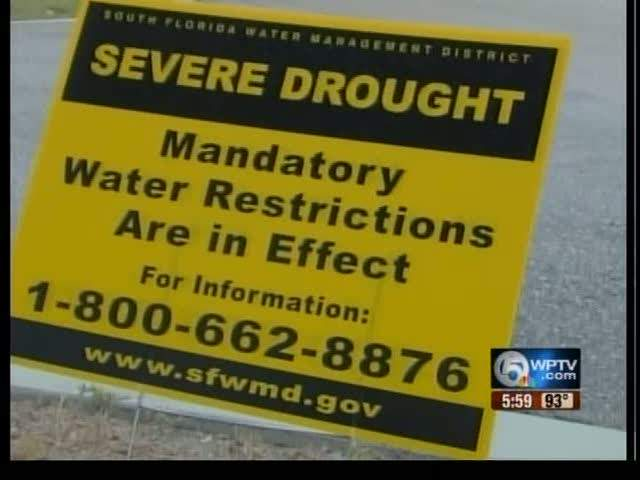 SOUTH FLORIDA WATER MANAGEMENT DISTRICT
SEVERE DROUGHT
Mandatory
Water Restrictions
Are in Effect
For Information:
1-800-662-8876
www.sfwmd.gov
5 WPTV
.com
5:59 93°